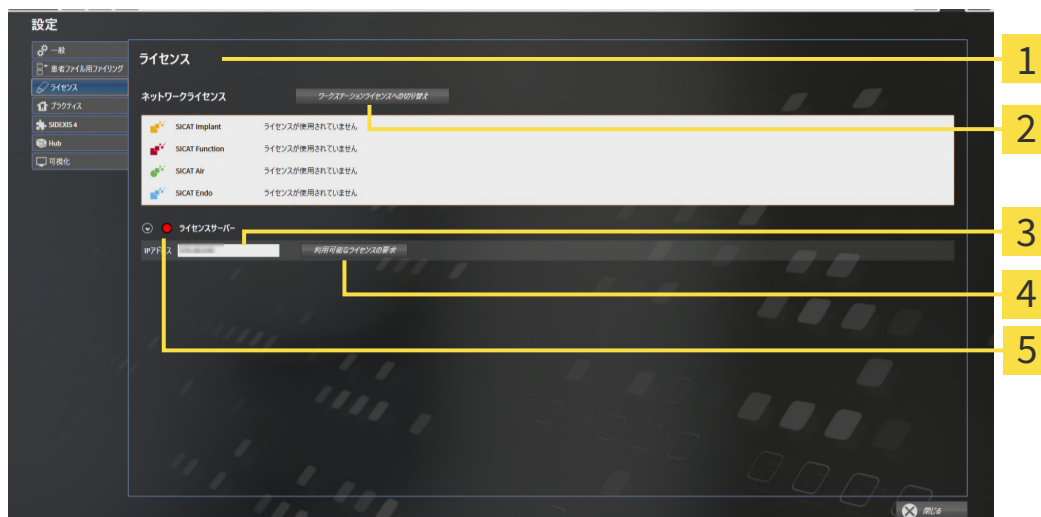 設定
一般
患者ファイル用ファイリング
ライセンス
プラクティス
SIDEXIS 4
Hub
可視化
ライセンス
ネットワークライセンス
ワークステーションライセンスへの切り替え
SICAT Implant ライセンスが使用されていません
SICAT Function ライセンスが使用されていません
SICAT Air ライセンスが使用されていません
SICAT Endo ライセンスが使用されていません
ライセンスサーバー
IPアドレス
利用可能なライセンスの要求
閉じる
1
2
3
4
5